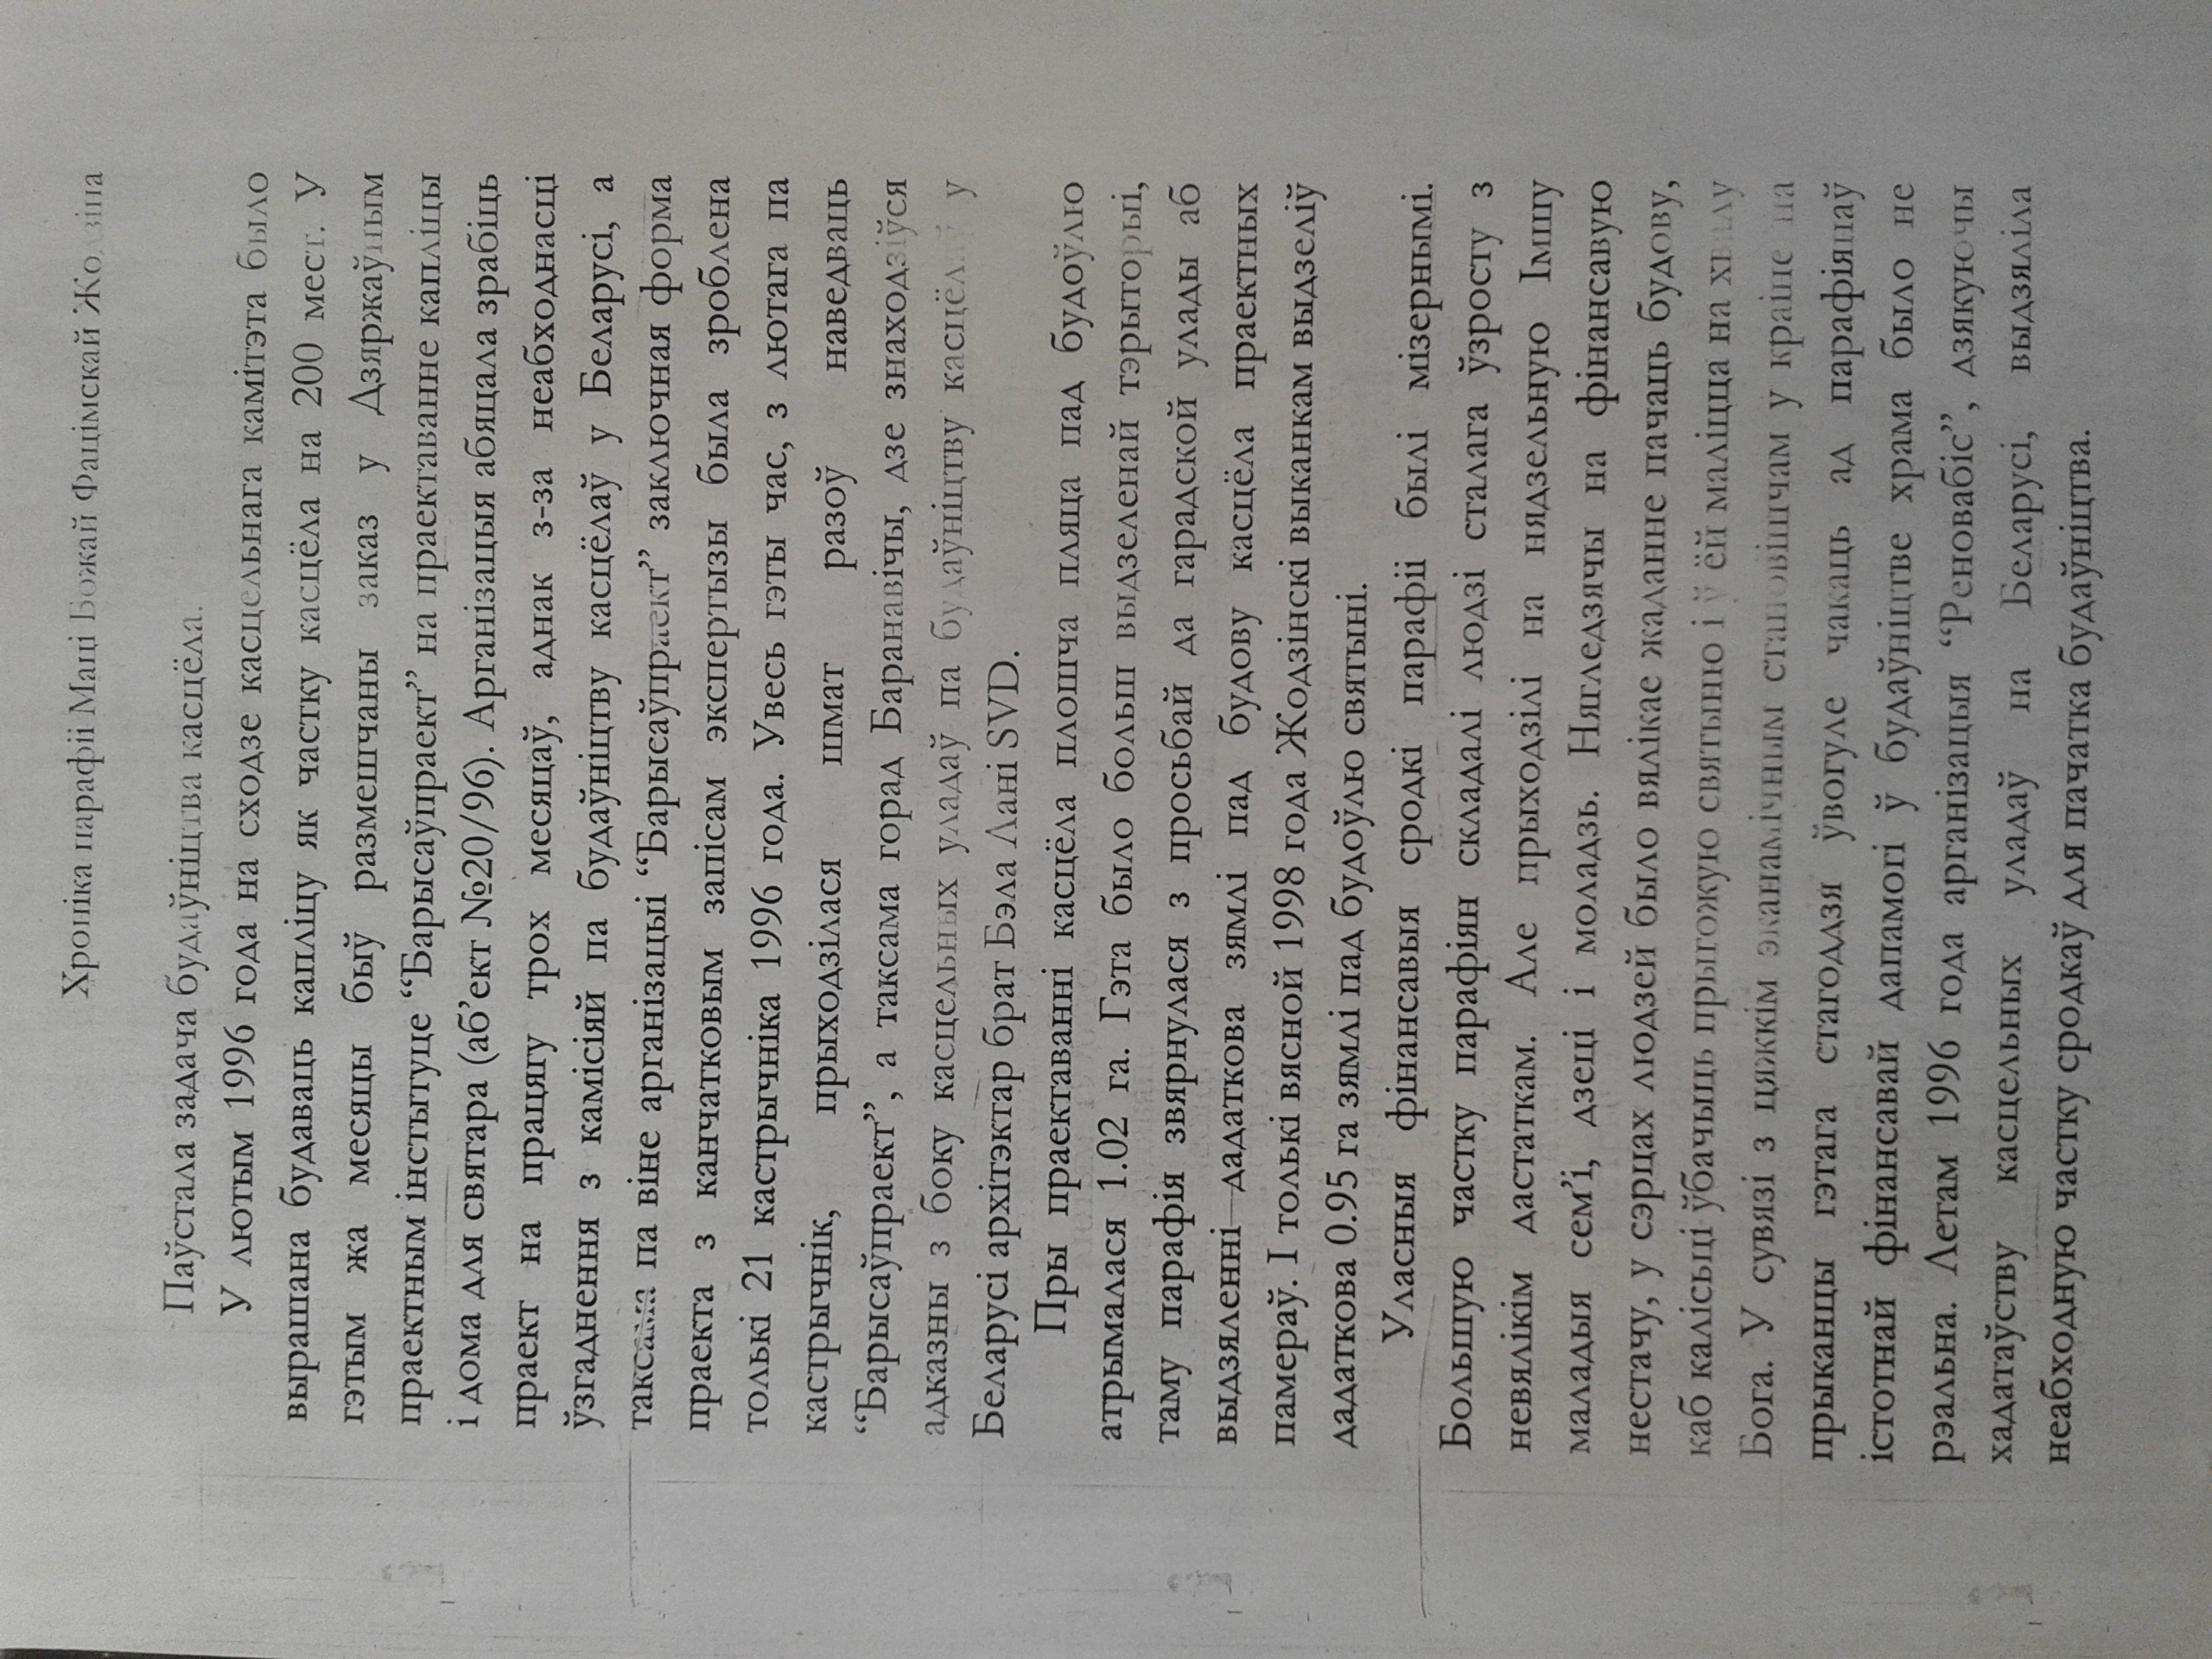 Хроніка парафіі Маці Божай Фацімскай Жодзіна
Паўстала задача будаўніцтва касцёла.
У лютым 1996 года на сходзе касцельнага камітэта было
вырашана будаваць капліцу як частку касцёла на 200 мест. У
гэтым жа месяцы быў размешчаны заказ у Дзяржаўным
праектным інстытуце “Барысаўпраект” на праектаванне капліцы
і дома для святара (аб’ект №20/96). Арганізацыя абяцала зрабіць
праект на працягу трох месяцаў, аднак з-за неабходнасці
ўзгаднення з камісіяй па будаўніцтву касцёлаў у Беларусі, а
таксама па віне арганізацыі “Барысаўпраект” заключная форма
праекта з канчатковым запісам экспертызы была зроблена
толькі 21 кастрычніка 1996 года. Увесь гэты час, з лютага па
кастрычнік, прыходзілася шмат разоў наведваць
“Барысаўпраект”, а таксама горад Баранавічы, дзе знаходзіўся
адказны з боку касцельных уладаў па будаўніцтву касцёлаў у
Беларусі архітэктар брат Бэла Лані SVD.
Пры праектаванні касцёла плошча пляца пад будоўлю
атрымалася 1.02 га. Гэта было больш выдзеленай тэрыторыі,
таму парафія звярнулася з просьбай да гарадской улады аб
выдзяленні дадаткова зямлі пад будову касцёла праектных
памераў. І толькі вясной 1998 года Жодзінскі выканкам выдзеліў
дадаткова 0.95 га зямлі пад будоўлю святыні.
Уласныя фінансавыя сродкі парафіі былі мізернымі.
Большую частку парафіян складалі людзі сталага ўзросту з
невялікім дастаткам. Але прыходзілі на нядзельную Імшу
маладыя сем’і, дзеці і моладзь. Нягледзячы на фінансавую
нестачу, у сэрцах людзей было вялікае жаданне пачаць будову,
каб калісьці ўбачыць прыгожую святыню і ў ёй маліцца на хвалу
Бога. У сувязі з цяжкім эканамічным становішчам у краіне на
прыканцы гэтага стагоддзя ўвогуле чакаць ад парафіянаў
істотнай фінансавай дапамогі ў будаўніцтве храма было не
рэальна. Летам 1996 года арганізацыя “Реновабіс”, дзякуючы
хадатаўству касцельных уладаў на Беларусі, выдзяліла
неабходную частку сродкаў для пачатка будаўніцтва.